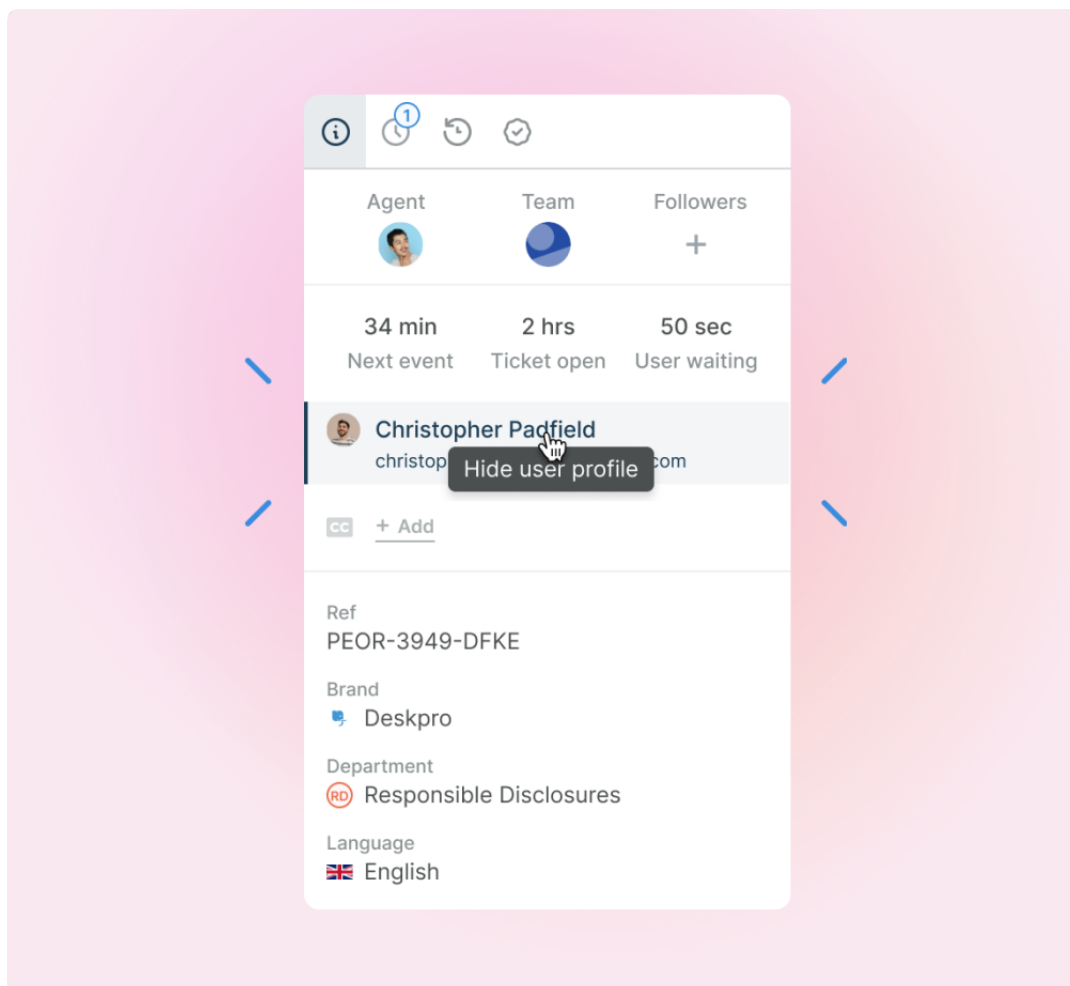 1
Agent Team Followers
+
34 min 2 hrs 50 sec
Next event Ticket open User waiting
Christopher Padfield
com
Hide user profile
CC + Add
Ref
PEOR-3949-DFKE
Brand
Deskpro
Department
RD Responsible Disclosures
Language
English